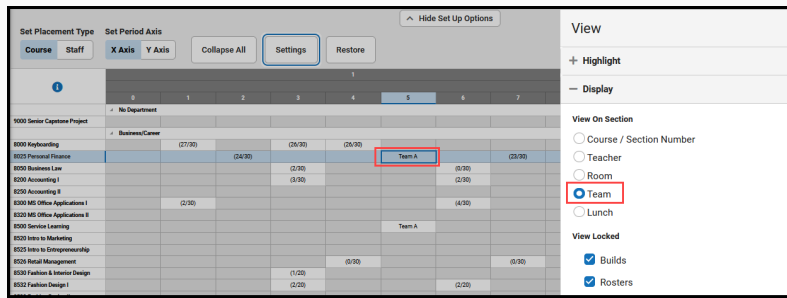 Hide Set Up Options
Set Placement Type Set Period Axis
Course Staff X Axis Y Axis Collapse All Settings Restore
1
0 1 2 3 4 5 6 7
No Department
9000 Senior Capstone Project
Business/Career
8000 Keyboarding (27/30) (26/30) (26/30)
8025 Personal Finance (24/30) Team A (23/30)
8050 Business Law (2/30) (0/30)
8200 Accounting I (3/30) (2/30)
8250 Accounting II
8300 MS Office Applications I (2/30) (4/30)
8320 MS Office Applications II
8500 Service Learning Team A
8520 Intro to Marketing
8525 Intro to Entrepreneurship
8526 Retail Management (0/30) (0/30)
8530 Fashion & Interior Design (1/20)
8532 Fashion Design I (2/20) (2/20)
View
Highlight
Display
View On Section
Course / Section Number
Teacher
Room
Team
Lunch
View Locked
Builds
Rosters